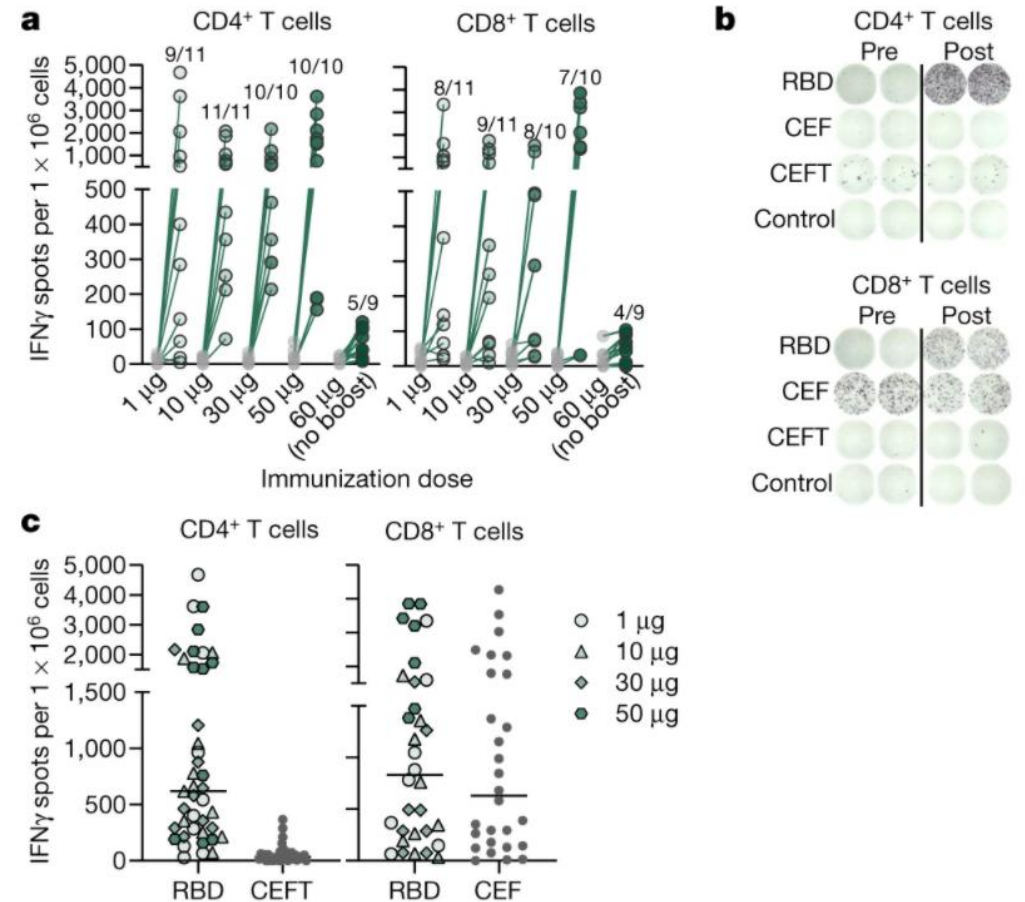 a
CD4⁺ T cells
CD8⁺ T cells
IFNγ spots per 1 × 10⁶ cells
5,000
4,000
3,000
2,000
1,000
500
400
300
200
100
0
9/11
11/11
10/10
10/10
5/9
8/11
9/11
8/10
7/10
4/9
1 µg
10 µg
30 µg
50 µg
60 µg
(no boost)
1 µg
10 µg
30 µg
50 µg
60 µg
(no boost)
Immunization dose
b
CD4⁺ T cells
Pre Post
RBD
CEF
CEFT
Control
CD8⁺ T cells
Pre Post
RBD
CEF
CEFT
Control
c
CD4⁺ T cells
CD8⁺ T cells
IFNγ spots per 1 × 10⁶ cells
5,000
4,000
3,000
2,000
1,500
1,000
500
0
RBD CEFT
RBD CEF
1 µg
10 µg
30 µg
50 µg